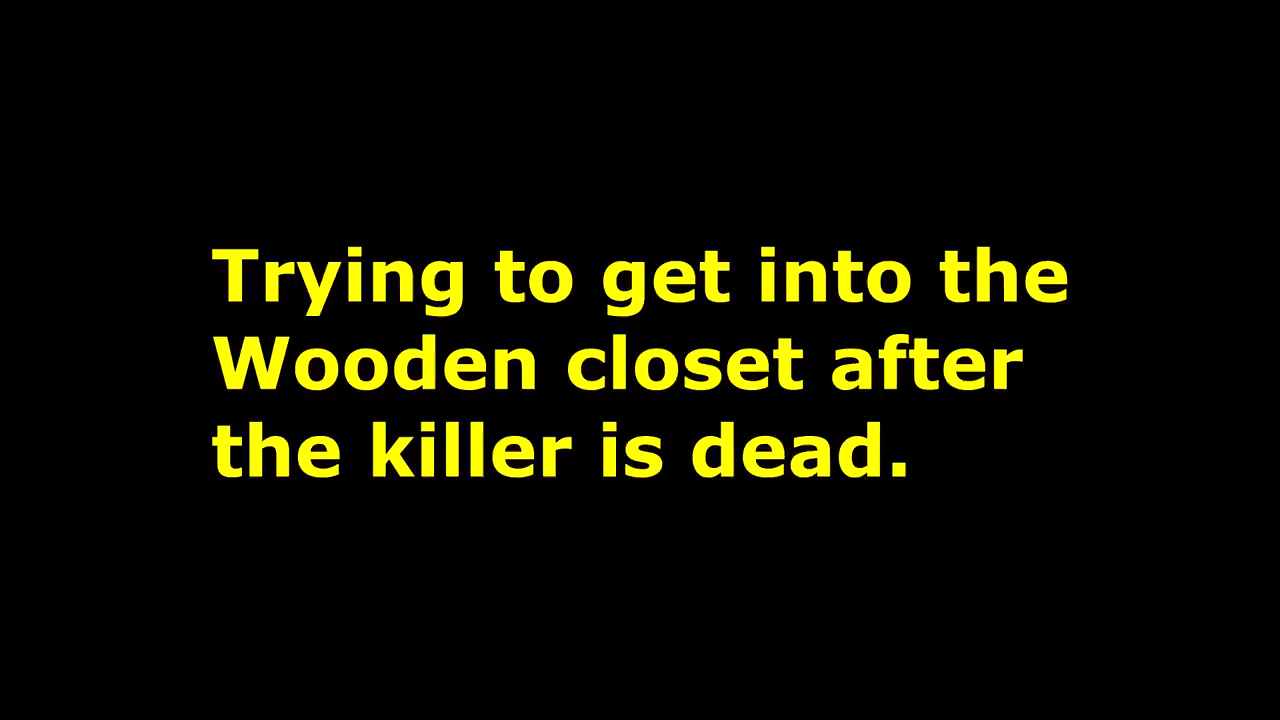 Trying to get into the
Wooden closet after
the killer is dead.